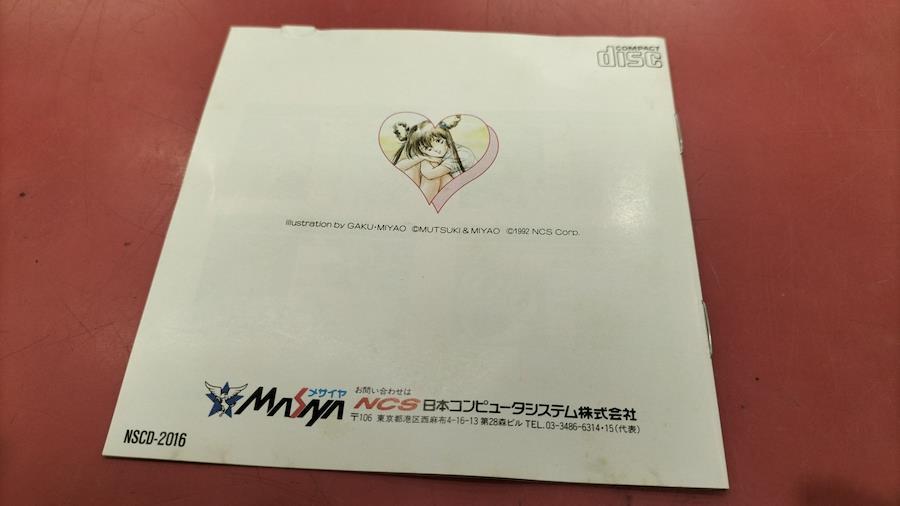 COMPACT
disc
Illustration by GAKU・MIYAO ©MUTSUKI & MIYAO ©1992 NCS Corp.
メサイヤ
MASAYA
お問い合わせは
NCS 日本コンピュータシステム株式会社
〒106 東京都港区西麻布4-16-13 第28森ビル TEL.03-3486-6314・15(代表)
NSCD-2016